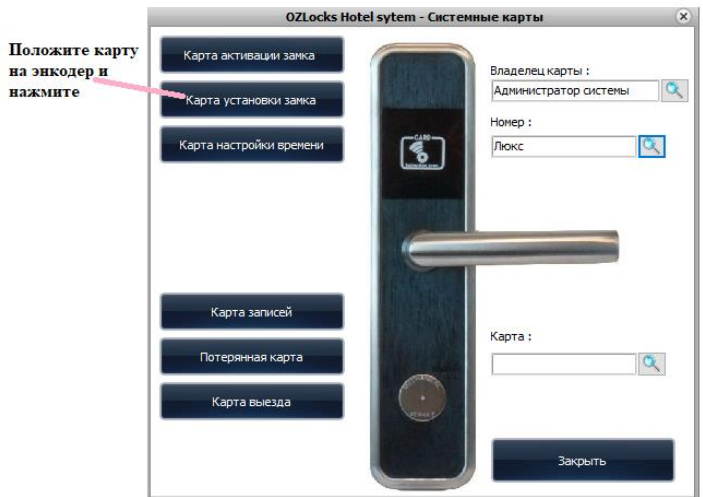 OZLocks Hotel sytem - Системные карты
Положите карту
на энкодер и
нажмите
Карта активации замка
Карта установки замка
Карта настройки времени
Карта записей
Потерянная карта
Карта выезда
CARD
Владелец карты :
Администратор системы
Номер :
Люкс
Карта :
Закрыть